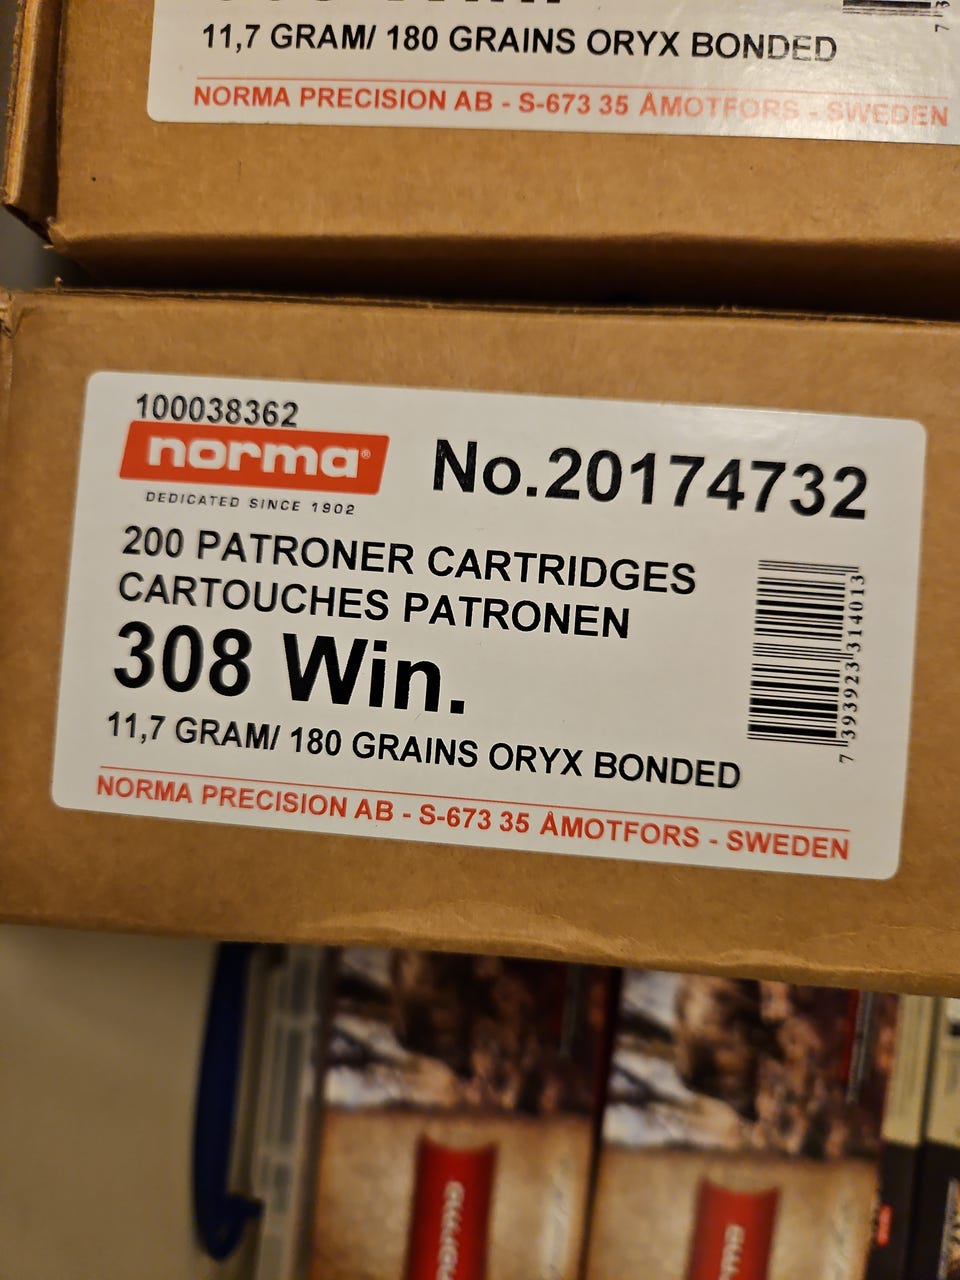 11,7 GRAM/ 180 GRAINS ORYX BONDED
NORMA PRECISION AB - S-673 35 ÅMOTFORS - SWEDEN
100038362
norma®
No.20174732
DEDICATED SINCE 1902
200 PATRONER CARTRIDGES
CARTOUCHES PATRONEN
308 Win.
11,7 GRAM/ 180 GRAINS ORYX BONDED
7 393923 314013
NORMA PRECISION AB - S-673 35 ÅMOTFORS - SWEDEN